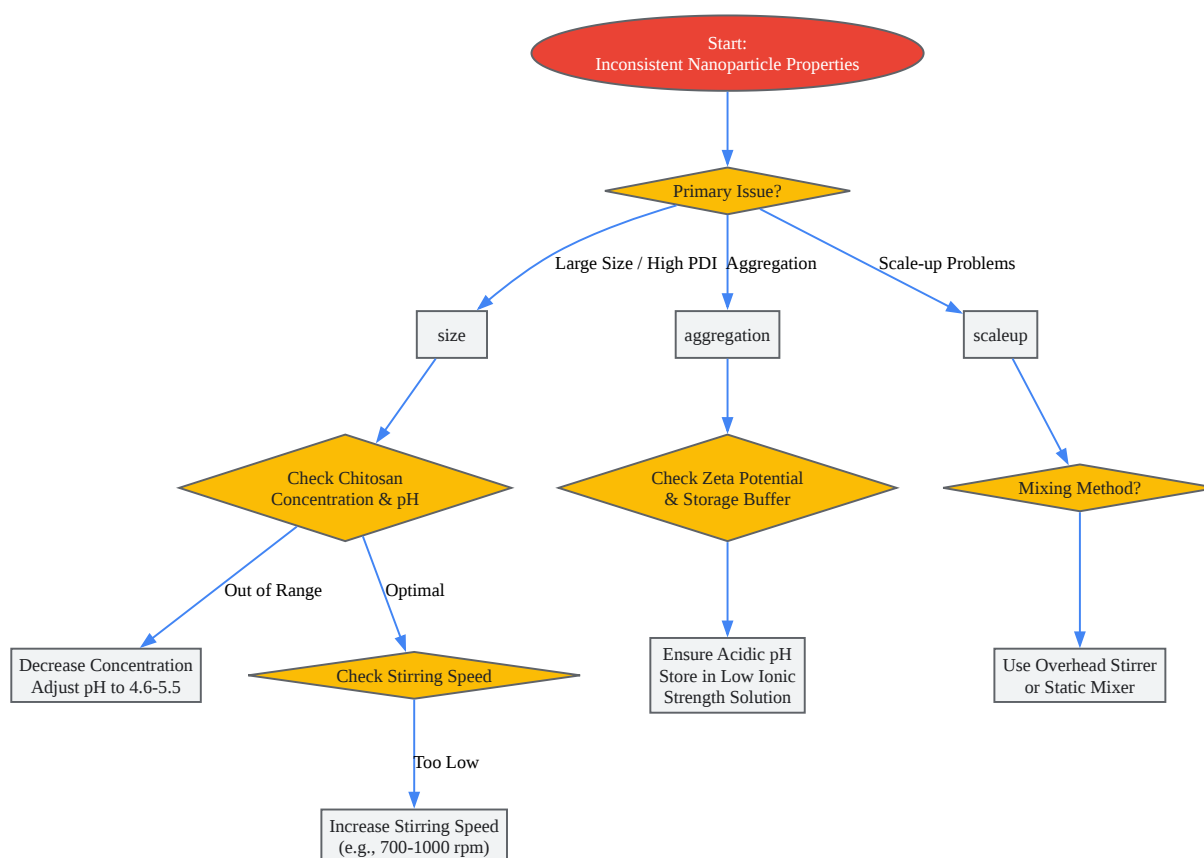 Start:
Inconsistent Nanoparticle Properties
Primary Issue?
Large Size / High PDI
Aggregation
Scale-up Problems
size
aggregation
scaleup
Check Chitosan
Concentration & pH
Check Zeta Potential
& Storage Buffer
Mixing Method?
Out of Range
Optimal
Decrease Concentration
Adjust pH to 4.6-5.5
Check Stirring Speed
Ensure Acidic pH
Store in Low Ionic
Strength Solution
Use Overhead Stirrer
or Static Mixer
Too Low
Increase Stirring Speed
(e.g., 700-1000 rpm)